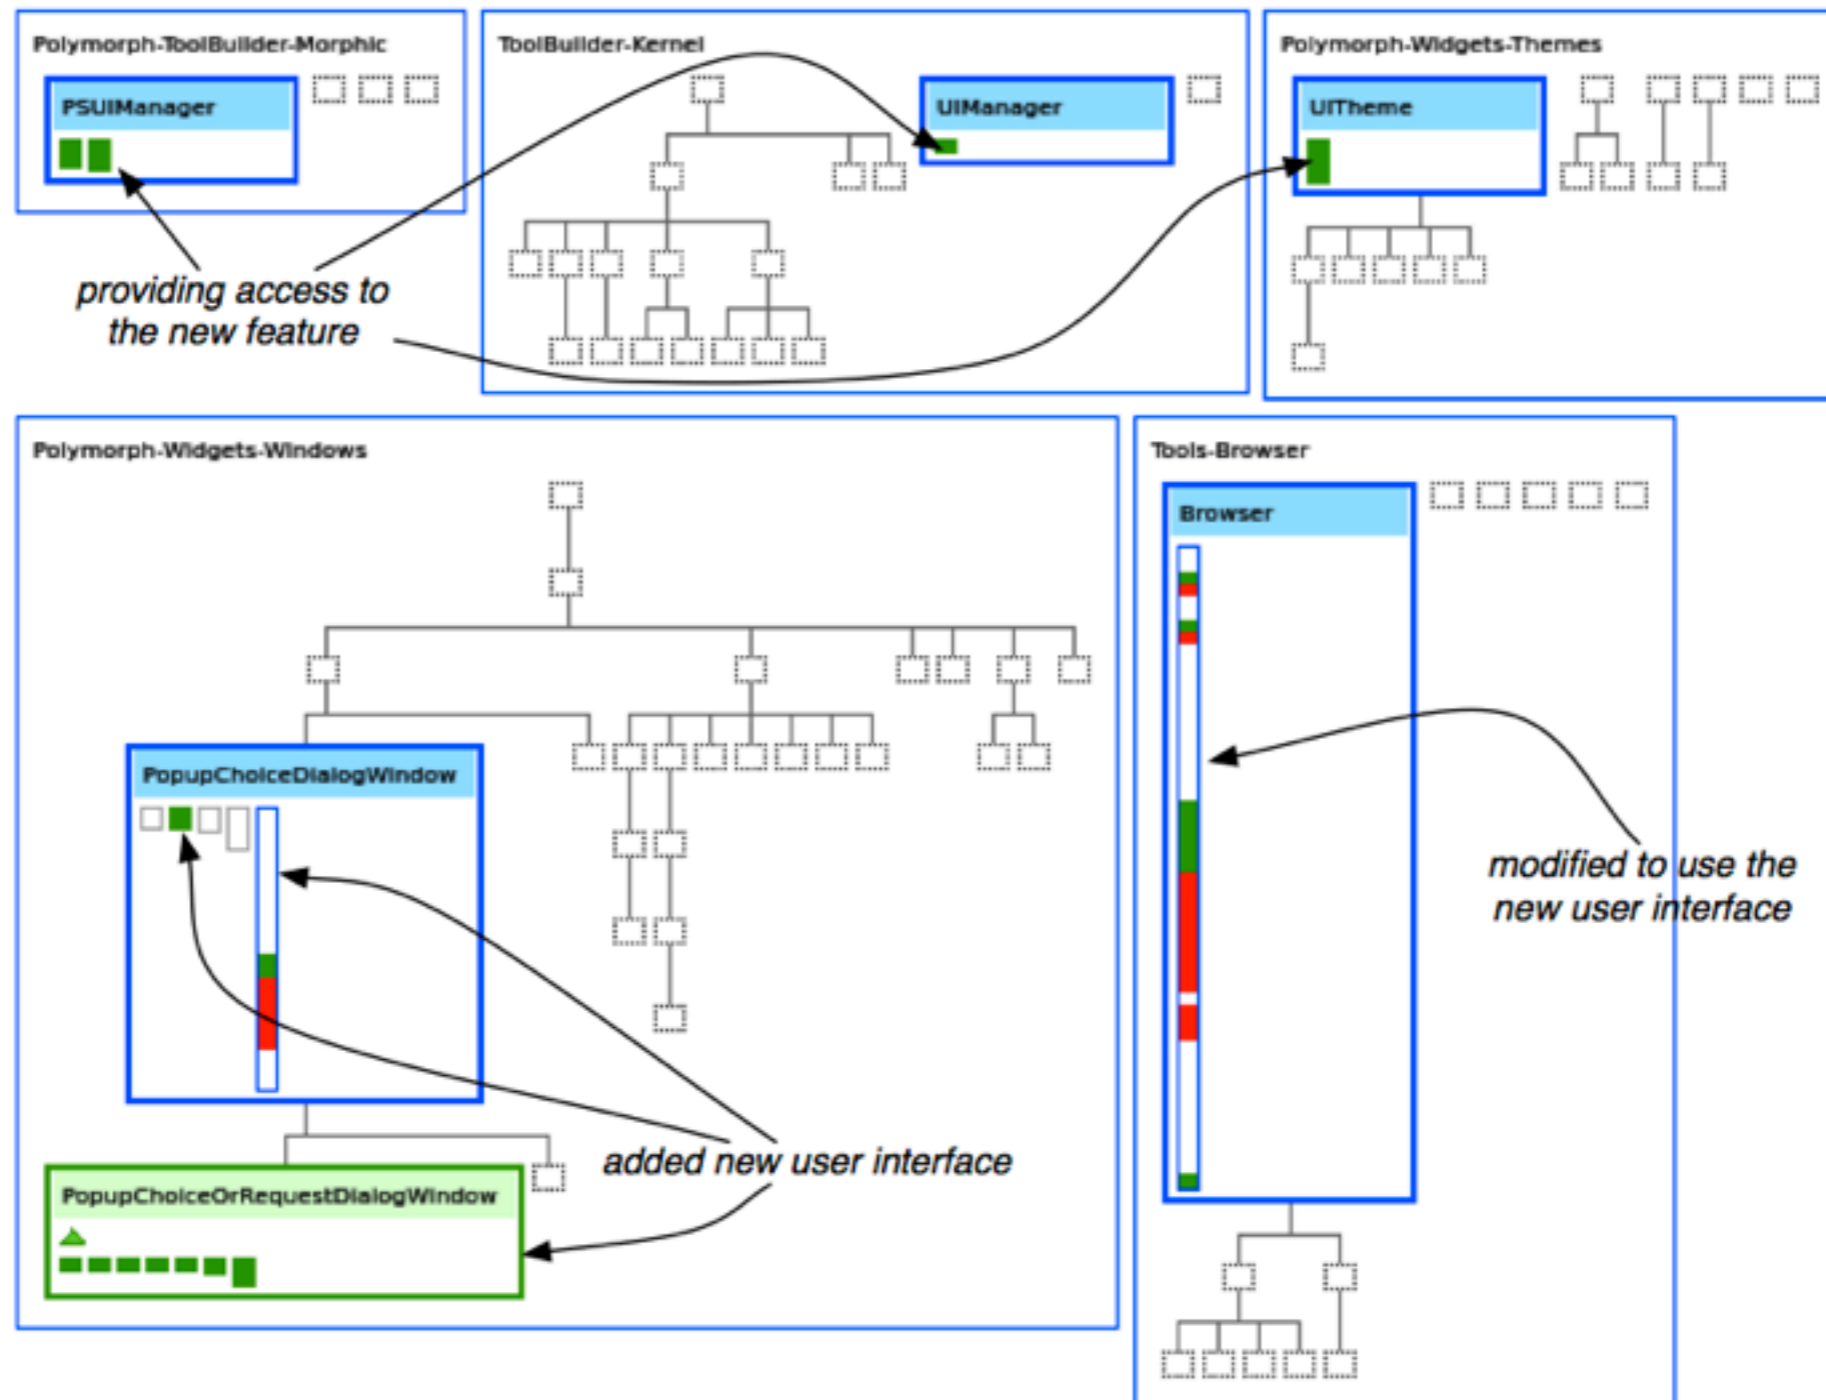 Polymorph-ToolBuilder-Morphic
ToolBuilder-Kernel
Polymorph-Widgets-Themes
PSUIManager
UIManager
UITheme
providing access to
the new feature
Polymorph-Widgets-Windows
Tools-Browser
Browser
PopupChoiceDialogWindow
modified to use the
new user interface
added new user interface
PopupChoiceOrRequestDialogWindow